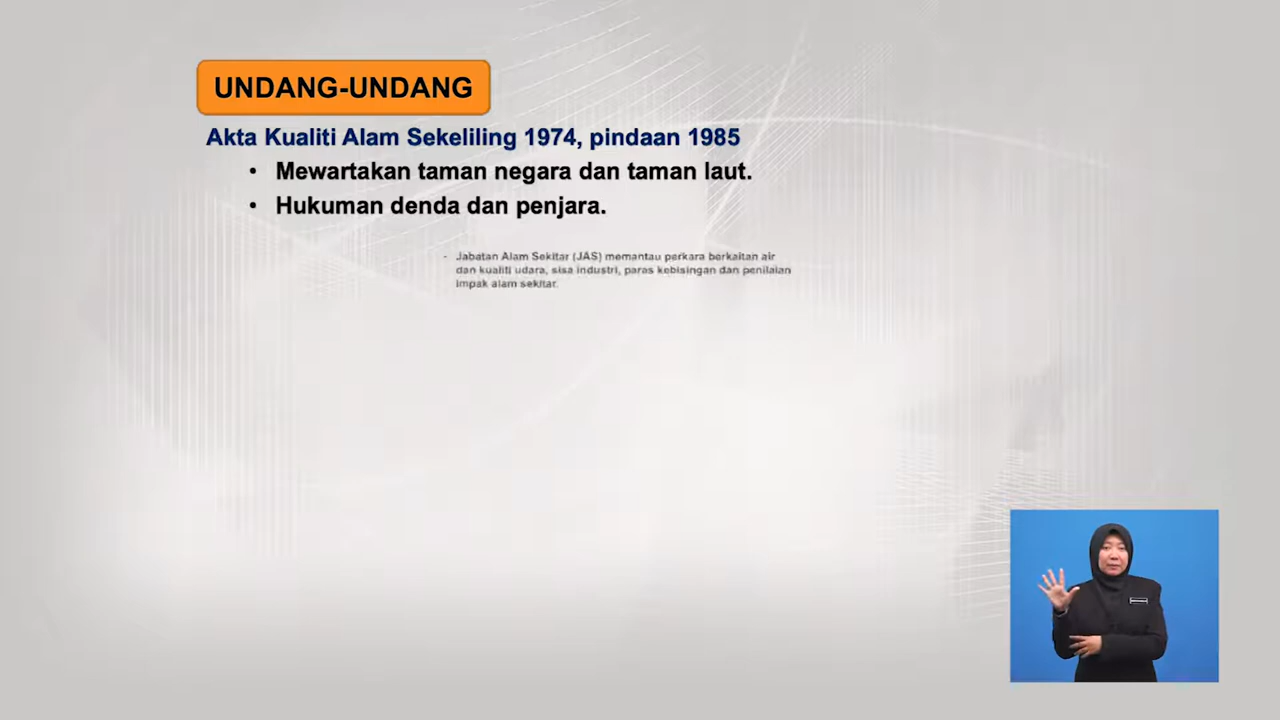 UNDANG-UNDANG
Akta Kualiti Alam Sekeliling 1974, pindaan 1985
• Mewartakan taman negara dan taman laut.
• Hukuman denda dan penjara.
- Jabatan Alam Sekitar (JAS) memantau perkara berkaitan air
dan kualiti udara, sisa industri, paras kebisingan dan penilaian
impak alam sekitar.